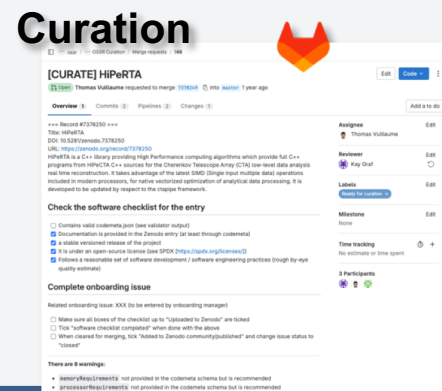 Curation
ossr / OSSR Curation / Merge requests / !48
[CURATE] HiPeRTA
Edit
Code
Open Thomas Vuillaume requested to merge 7378250 into master 1 year ago
Overview 1 Commits 3 Pipelines 2 Changes 1
Add a to do
=== Record #7378250 ===
Title: HiPeRTA
DOI: 10.5281/zenodo.7378250
URL: https://zenodo.org/record/7378250
HiPeRTA is a C++ library providing High Performance computing algorithms which provide full C++
programs from HiPeCTA C++ sources for the Cherenkov Telescope Array (CTA) low-level data analysis
real time reconstruction. It takes advantage of the latest SIMD (Single input multiple data) operations
included in modern processors, for native vectorized optimization of analytical data processing. It is
developed to be updated by respect to the ctapipe framework.
Check the software checklist for the entry
Contains valid codemeta.json (see validator output)
Documentation is provided in the Zenodo entry (at least through codemeta)
a stable versioned release of the project
It is under an open-source license (see SPDX [https://spdx.org/licenses/])
Follows a reasonable set of software development / software engineering practices (rough by-eye
quality estimate)
Complete onboarding issue
Related onboarding issue: XXX (to be entered by onboarding manager)
Make sure all boxes of the checklist up to "Uploaded to Zenodo" are ticked
Tick "software checklist completed" when done with the above
When cleared for merging, tick "Added to Zenodo community/published" and change issue status to
"closed"
There are 8 warnings:
memoryRequirements not provided in the codemeta schema but is recommended
processorRequirements not provided in the codemeta schema but is recommended
Assignee Edit
Thomas Vuillaume
Reviewer Edit
Kay Graf
Labels Edit
Ready for curation
Milestone Edit
None
Time tracking
No estimate or time spent
3 Participants